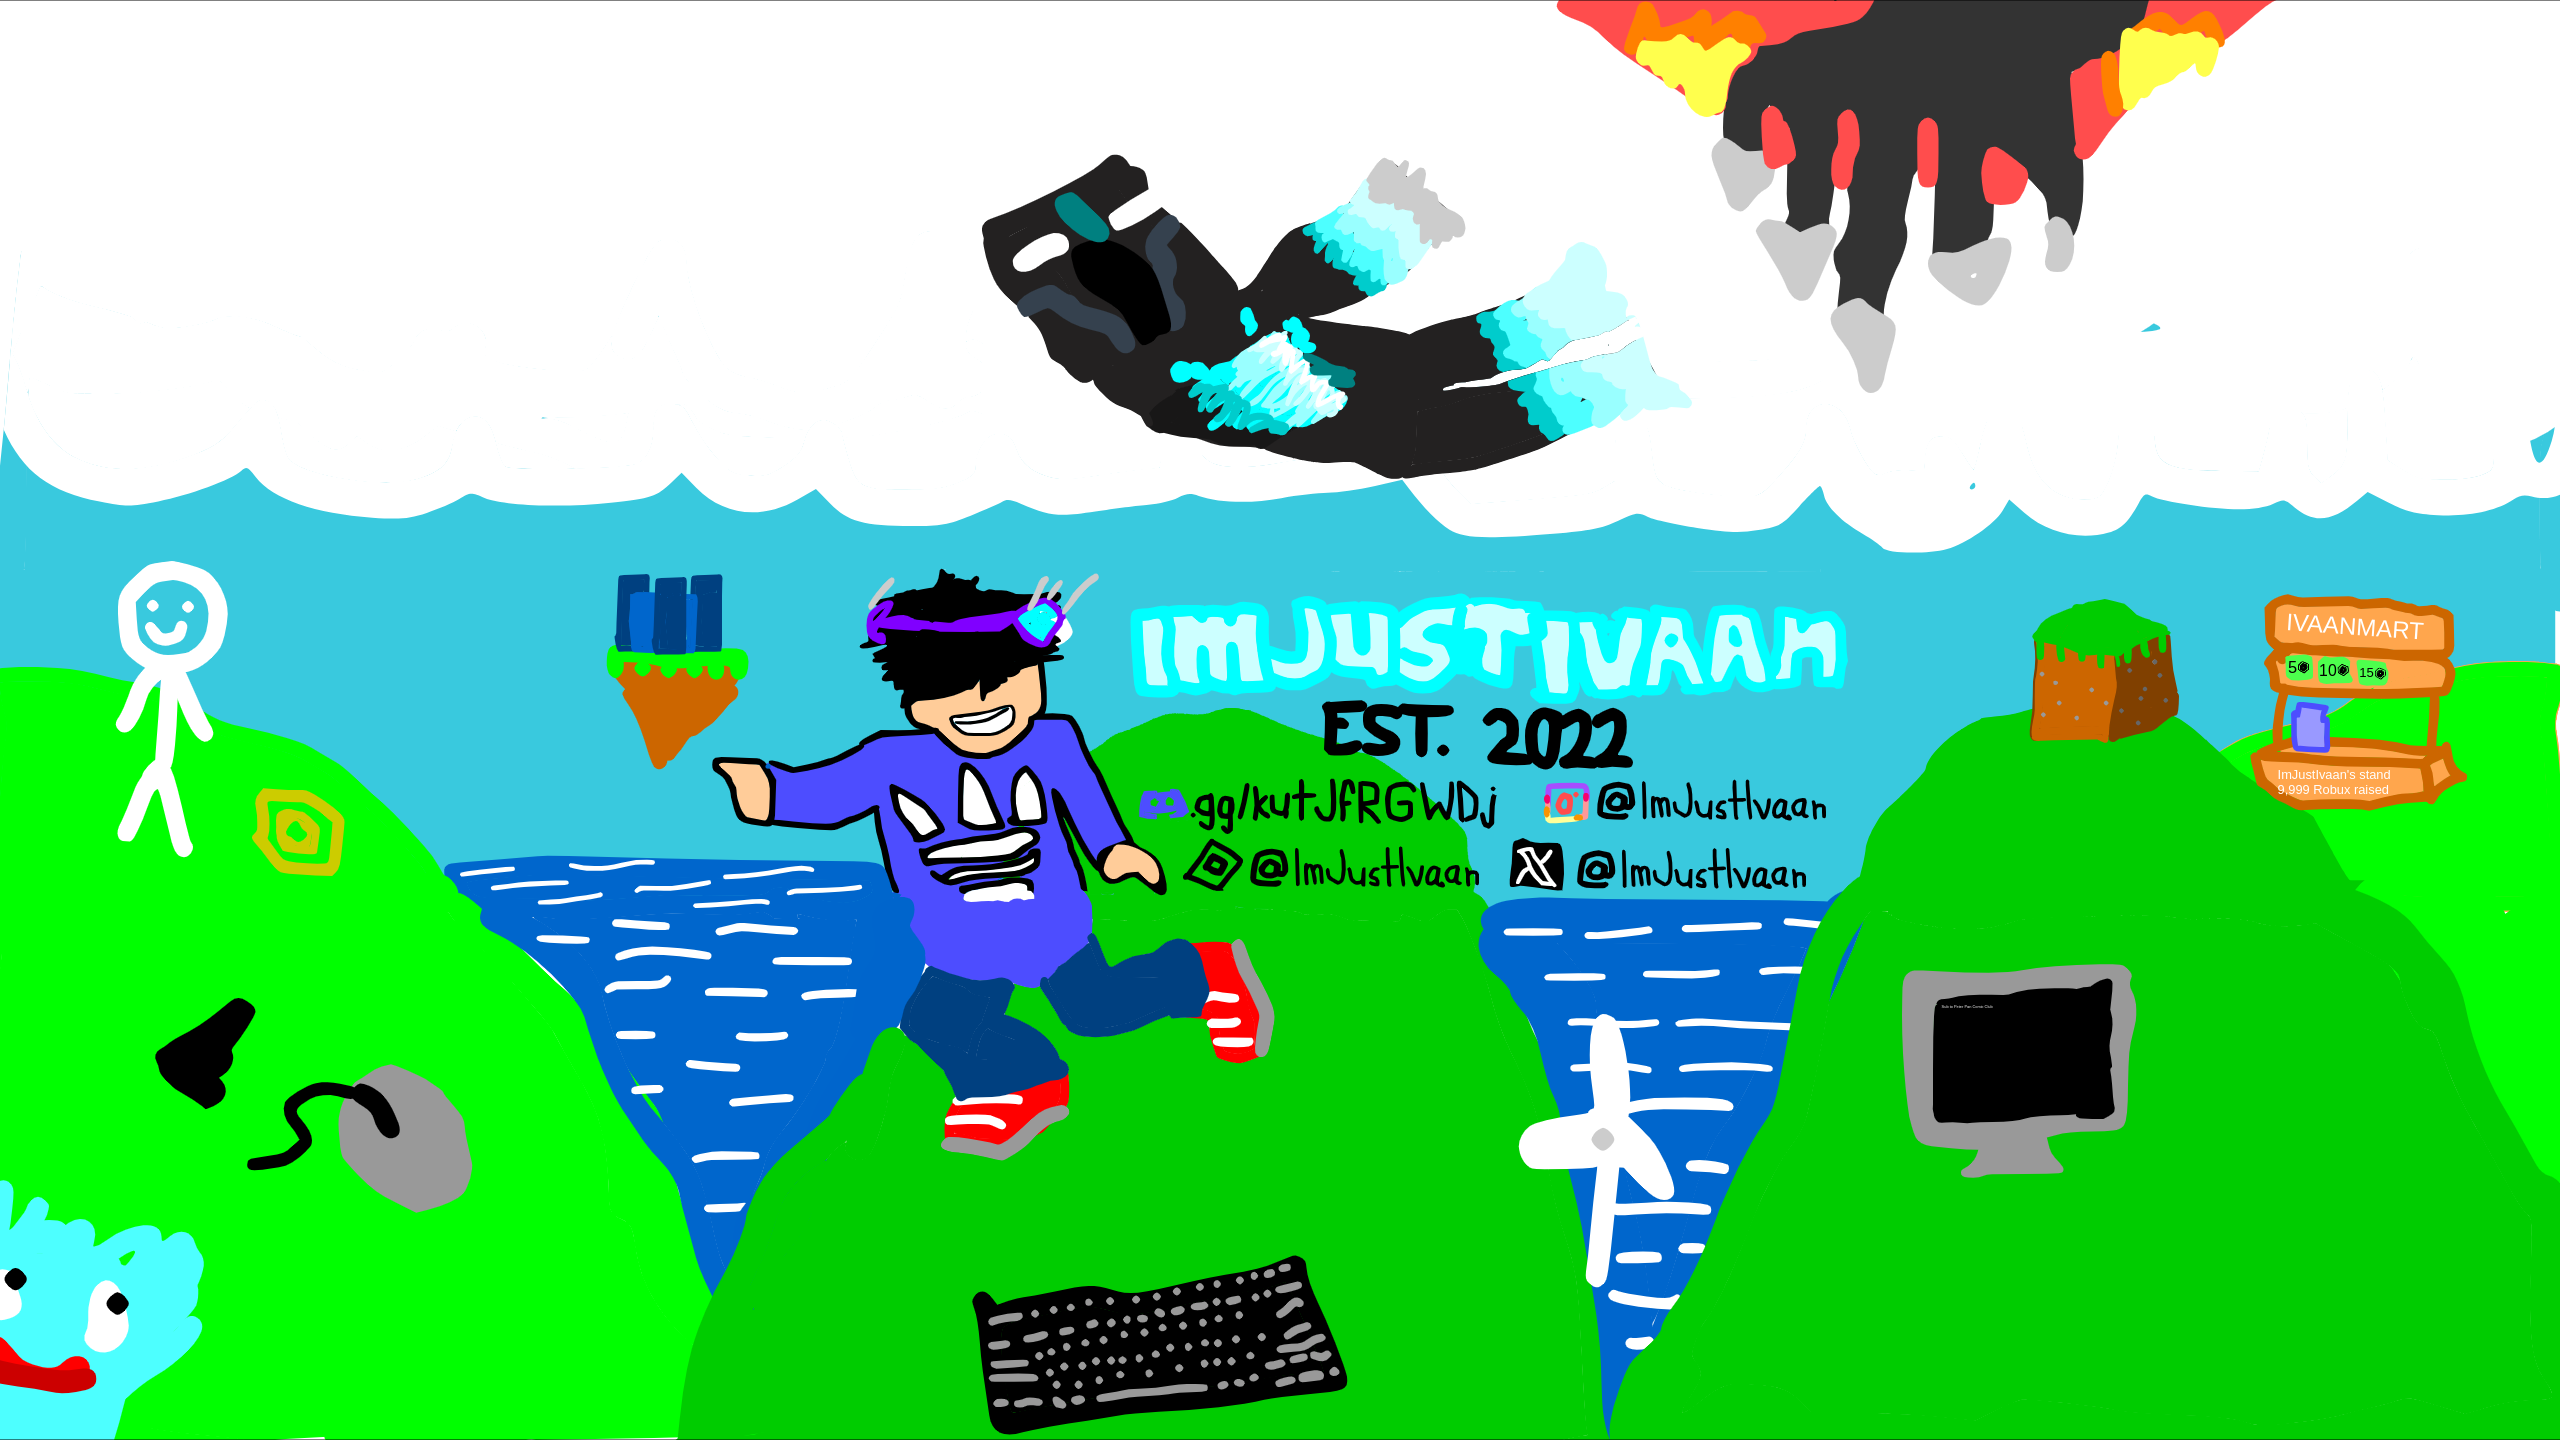 ImJUSTIVAAn
EST. 2022
.gg/kutJfRGWDj
@ImJustIvaan
@ImJustIvaan
@ImJustIvaan
IVAANMART
5 10 15
ImJustIvaan's stand
9,999 Robux raised